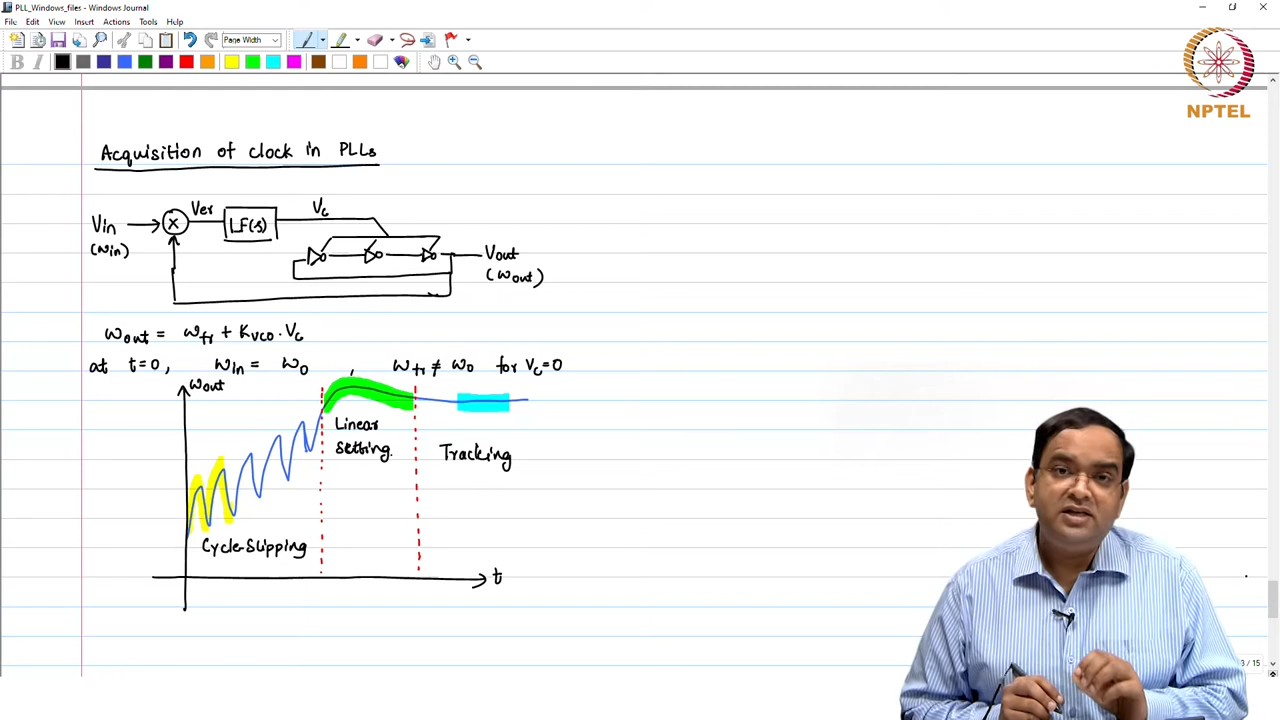 PLL_Windows_files - Windows Journal
File Edit View Insert Actions Tools Help
Page Width
B I
NPTEL
Acquisition of clock in PLLs
Vin
(ωin)
X
Ver
LF(s)
Vc
Vout
(ωout)
ωout = ωfr + Kvco . Vc
at t=0, ωin = ω0 , ωfr ≠ ω0 for Vc=0
ωout
Linear
Settling.
Tracking
Cycle-Slipping
t
3 / 15